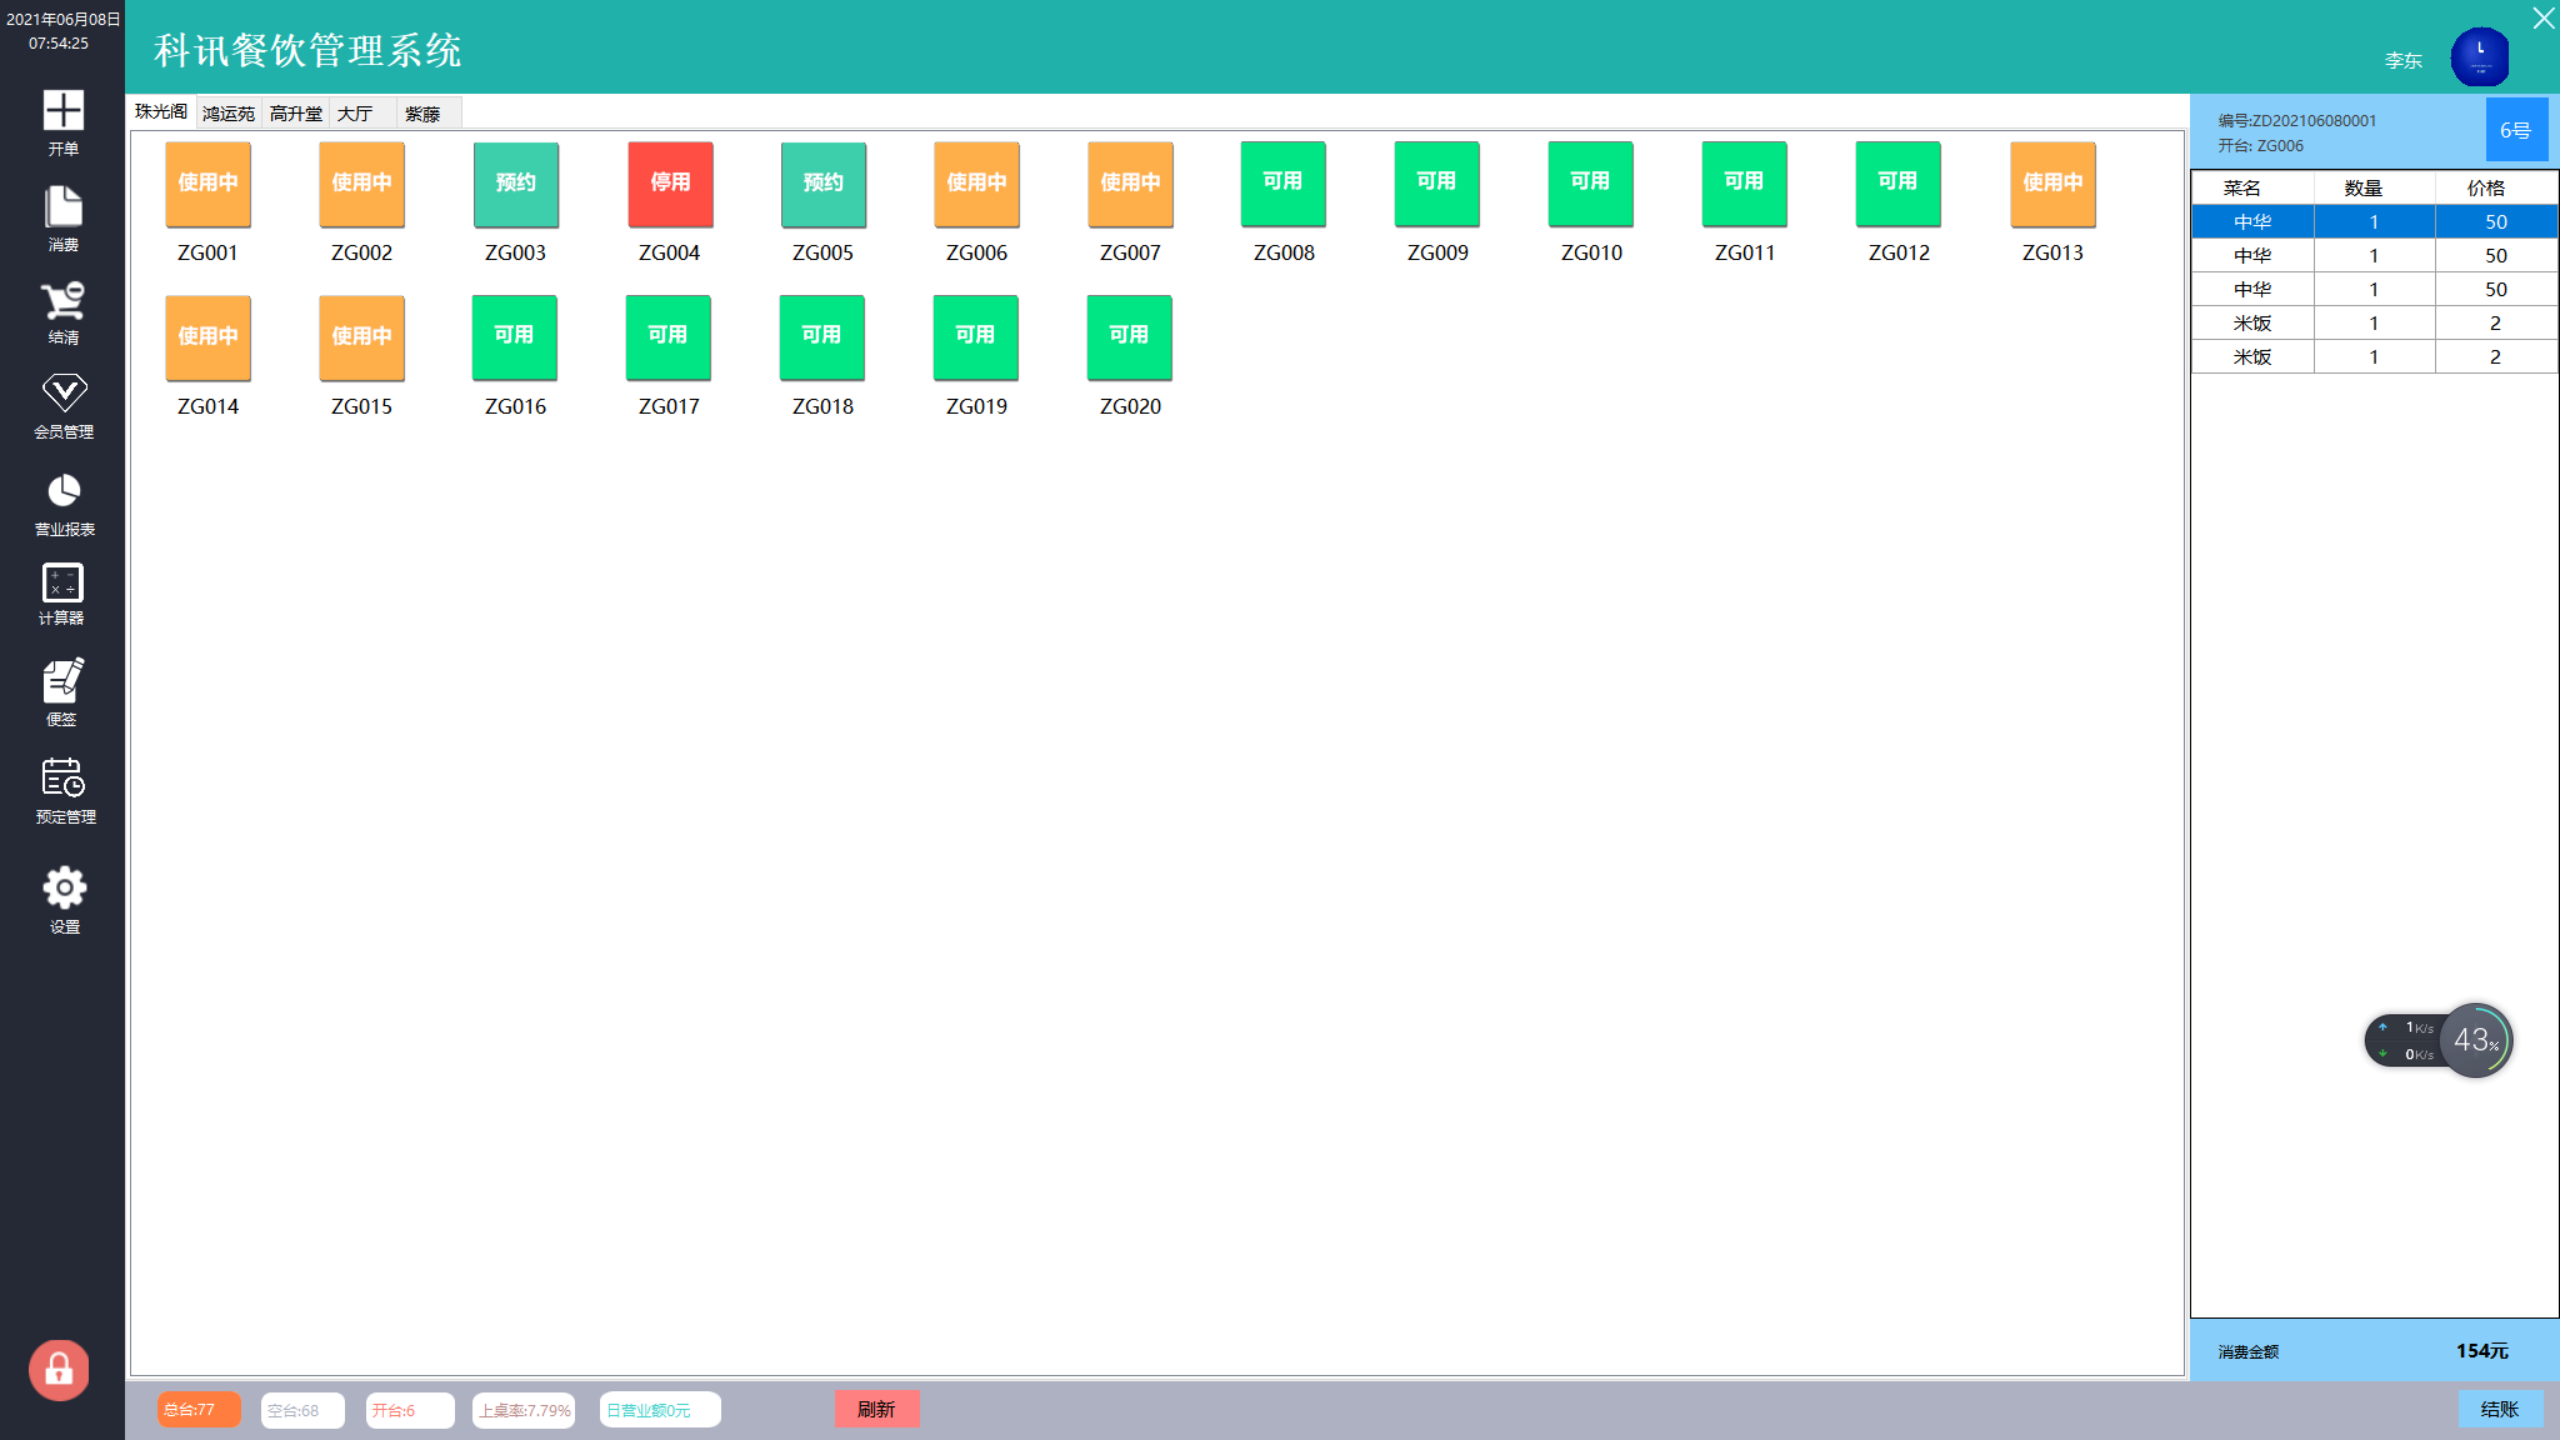 2021年06月08日
07:54:25
开单
消费
结清
会员管理
营业报表
计算器
便签
预定管理
设置
科讯餐饮管理系统
李东
珠光阁 鸿运苑 高升堂 大厅 紫藤
使用中 使用中 预约 停用 预约 使用中 使用中 可用 可用 可用 可用 可用 使用中
ZG001 ZG002 ZG003 ZG004 ZG005 ZG006 ZG007 ZG008 ZG009 ZG010 ZG011 ZG012 ZG013
使用中 使用中 可用 可用 可用 可用 可用
ZG014 ZG015 ZG016 ZG017 ZG018 ZG019 ZG020
编号:ZD202106080001
开台: ZG006
6号
菜名 数量 价格
中华 1 50
中华 1 50
中华 1 50
米饭 1 2
米饭 1 2
1K/s
0K/s
43%
消费金额 154元
总台:77 空台:68 开台:6 上桌率:7.79% 日营业额0元 刷新 结账